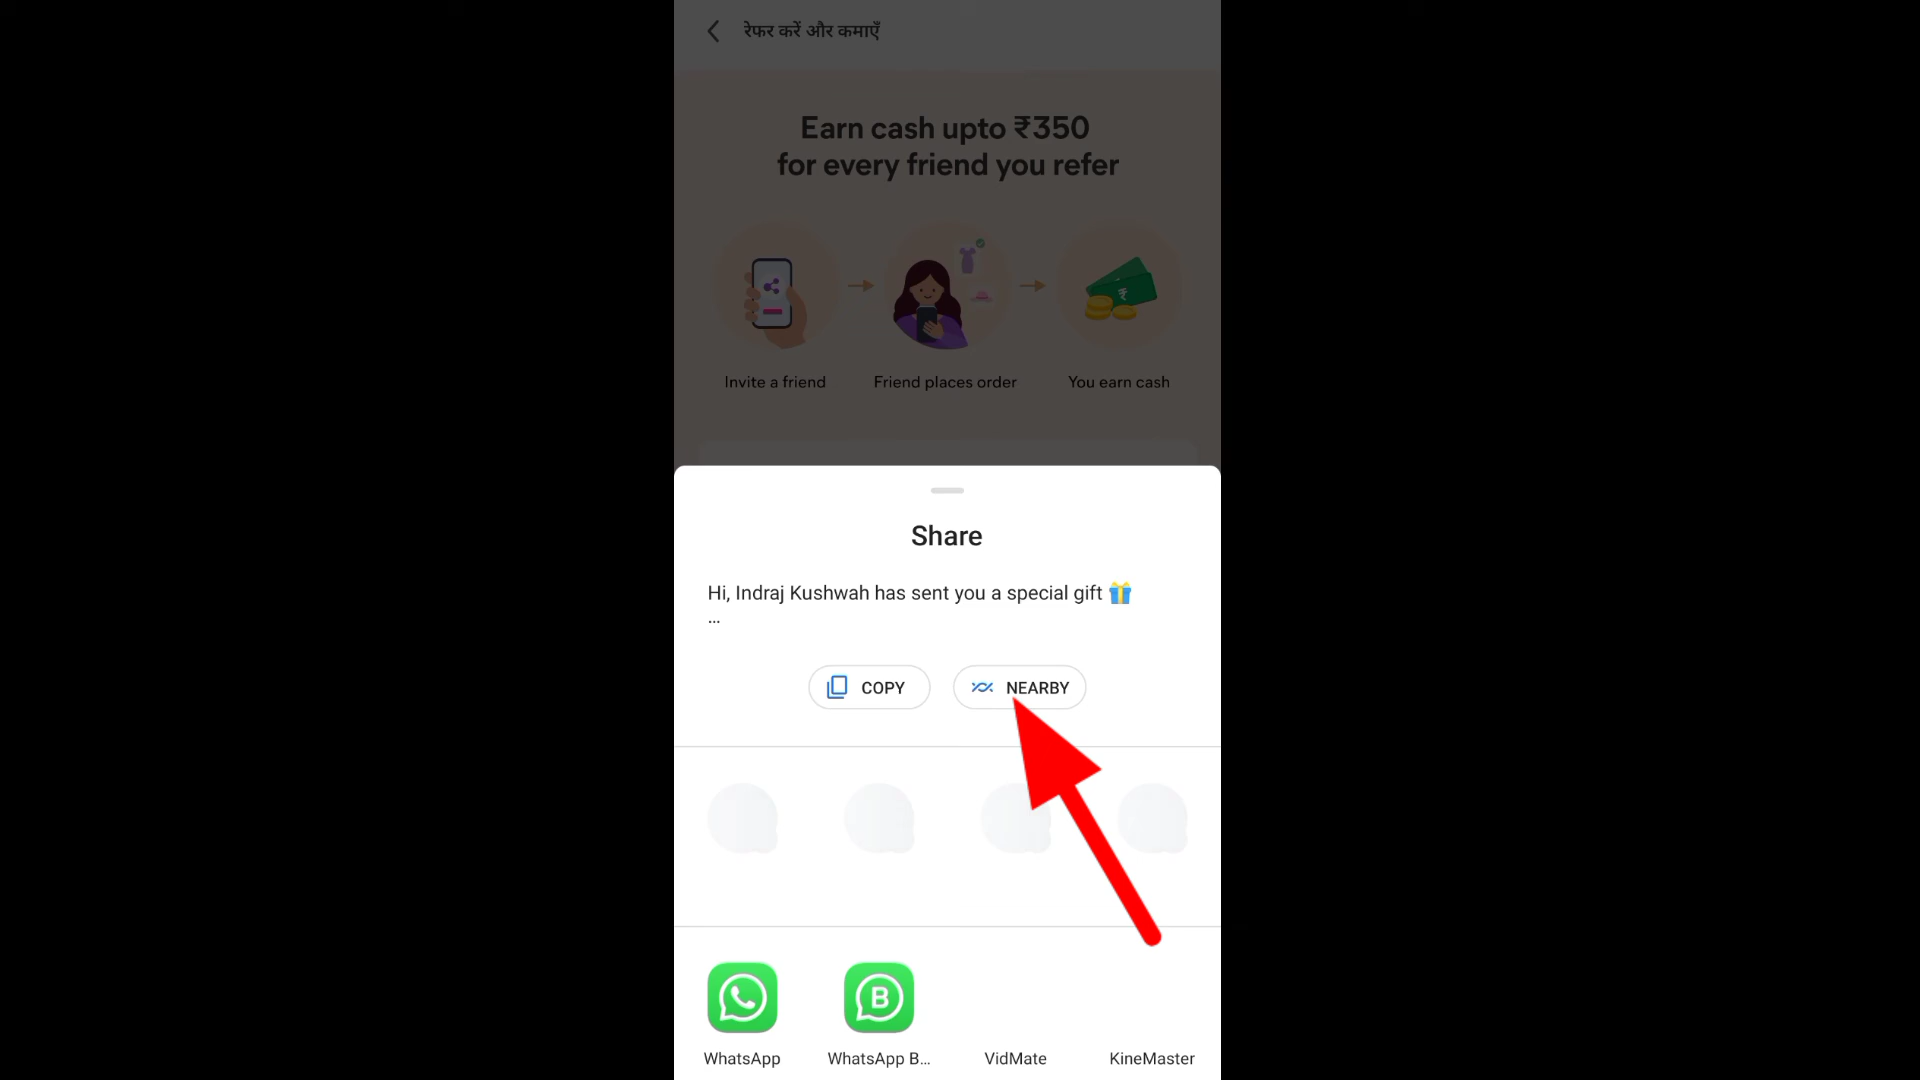 रेफर करें और कमाएँ
Earn cash upto ₹350
for every friend you refer
₹
Invite a friend
Friend places order
You earn cash
Share
Hi, Indraj Kushwah has sent you a special gift 🎁
...
COPY
NEARBY
B
WhatsApp
WhatsApp B...
VidMate
KineMaster